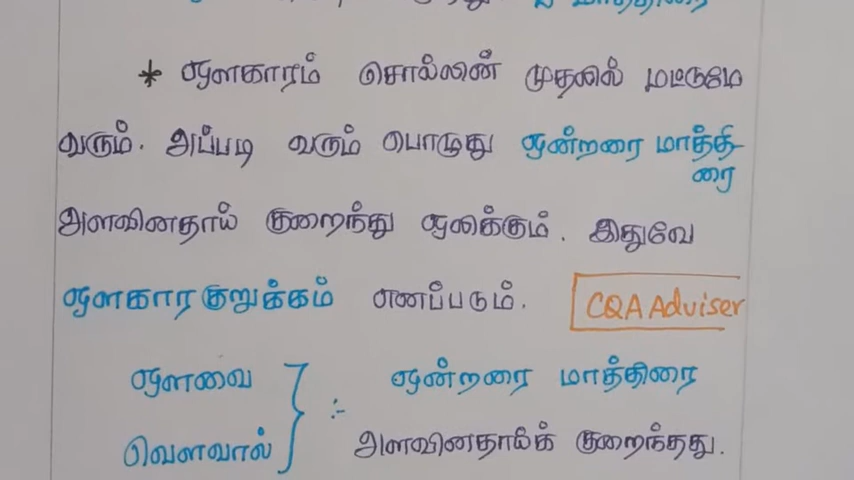 மாத்திரை
* ஔகாரம் சொல்லின் முதலில் மட்டுமே
வரும். அப்படி வரும் பொழுது ஒன்றரை மாத்தி-
ரை
அளவினதாய் குறைந்து ஒலிக்கும். இதுவே
ஔகார குறுக்கம் எனப்படும்.
CQA Adviser
ஔவை } :- ஒன்றரை மாத்திரை
வௌவால் அளவினதாய்க் குறைந்தது.